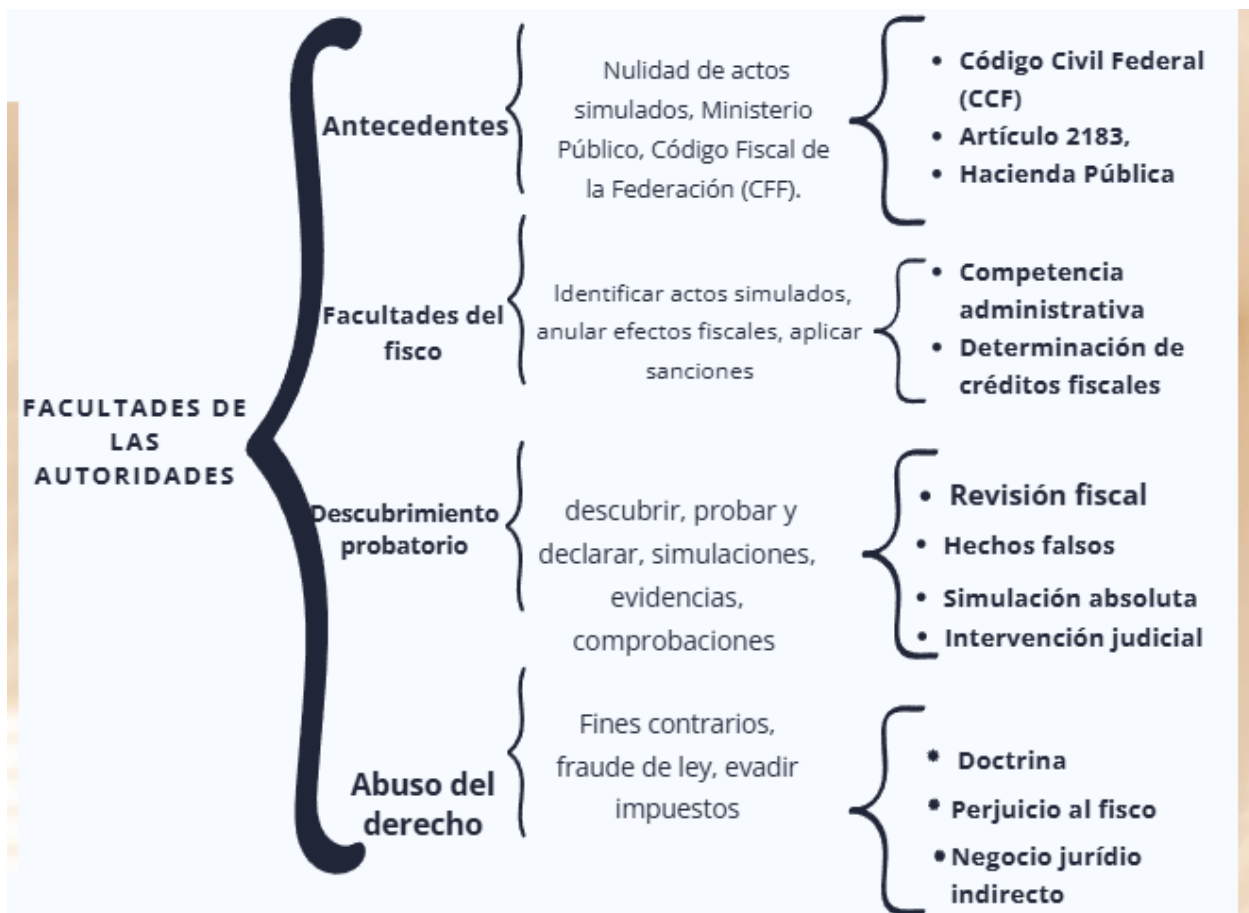 FACULTADES DE
LAS
AUTORIDADES
Antecedentes
Nulidad de actos
simulados, Ministerio
Público, Código Fiscal de
la Federación (CFF).
• Código Civil Federal
(CCF)
• Artículo 2183,
• Hacienda Pública
Facultades del
fisco
Identificar actos simulados,
anular efectos fiscales, aplicar
sanciones
• Competencia
administrativa
• Determinación de
créditos fiscales
Descubrimiento
probatorio
descubrir, probar y
declarar, simulaciones,
evidencias,
comprobaciones
• Revisión fiscal
• Hechos falsos
• Simulación absoluta
• Intervención judicial
Abuso del
derecho
Fines contrarios,
fraude de ley, evadir
impuestos
• Doctrina
• Perjuicio al fisco
• Negocio jurídio
indirecto